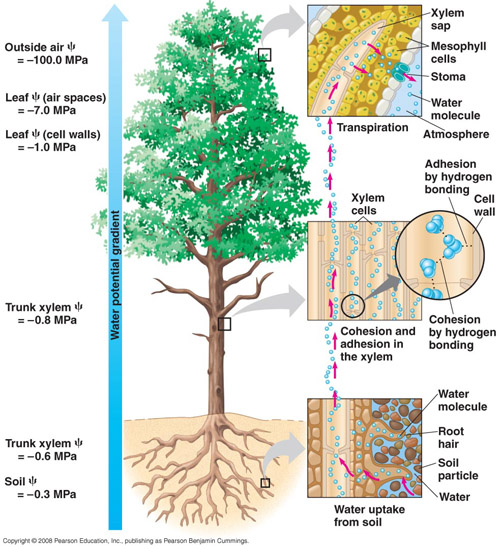 Outside air Ψ
= −100.0 MPa
Leaf Ψ (air spaces)
= −7.0 MPa
Leaf Ψ (cell walls)
= −1.0 MPa
Trunk xylem Ψ
= −0.8 MPa
Trunk xylem Ψ
= −0.6 MPa
Soil Ψ
= −0.3 MPa
Water potential gradient
Xylem
sap
Mesophyll
cells
Stoma
Water
molecule
Atmosphere
Transpiration
Adhesion
by hydrogen
bonding
Cell
wall
Xylem
cells
Cohesion
by hydrogen
bonding
Cohesion and
adhesion in
the xylem
Water
molecule
Root
hair
Soil
particle
Water
Water uptake
from soil
Copyright © 2008 Pearson Education, Inc., publishing as Pearson Benjamin Cummings.